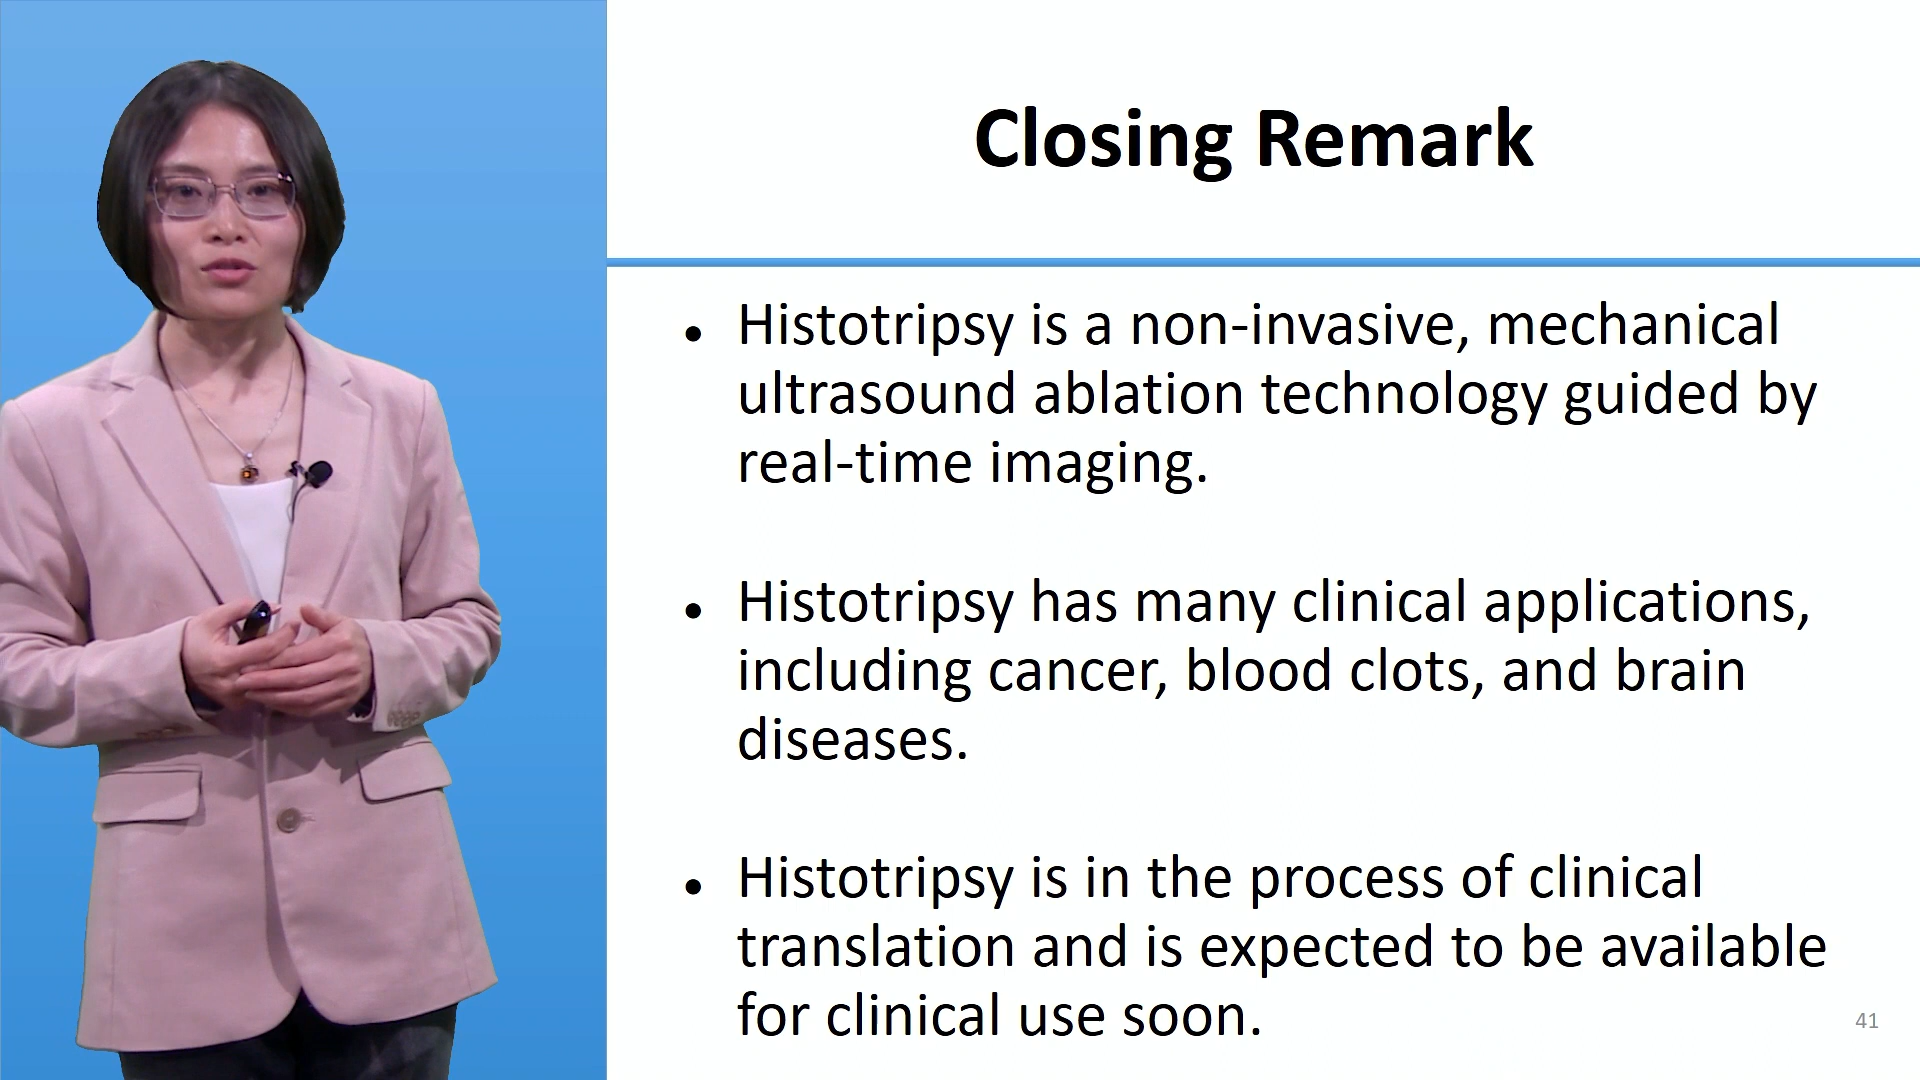 Closing Remark
• Histotripsy is a non-invasive, mechanical
ultrasound ablation technology guided by
real-time imaging.
• Histotripsy has many clinical applications,
including cancer, blood clots, and brain
diseases.
• Histotripsy is in the process of clinical
translation and is expected to be available
for clinical use soon.
41